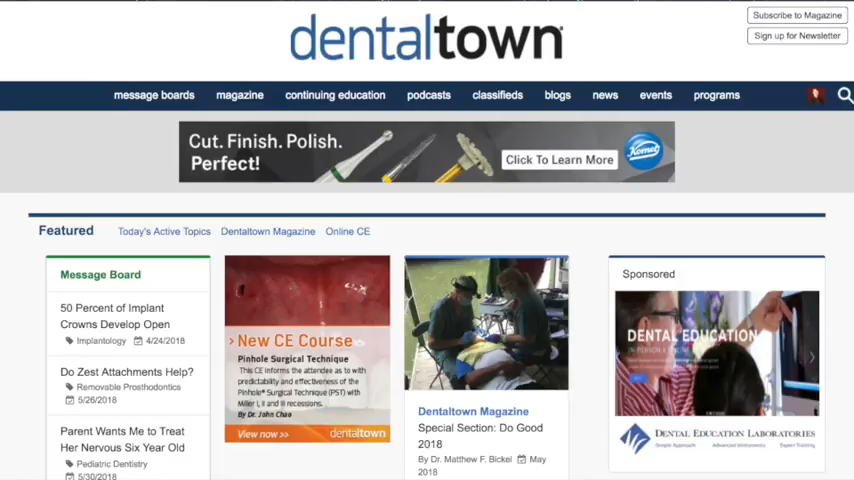 dentaltown
Subscribe to Magazine
Sign up for Newsletter
message boards magazine continuing education podcasts classifieds blogs news events programs
Cut. Finish. Polish.
Perfect!
Click To Learn More
Komet
Featured Today's Active Topics Dentaltown Magazine Online CE
Message Board
50 Percent of Implant
Crowns Develop Open
Implantology 4/24/2018
Do Zest Attachments Help?
Removable Prosthodontics
5/26/2018
Parent Wants Me to Treat
Her Nervous Six Year Old
Pediatric Dentistry
5/30/2018
> New CE Course
Pinhole Surgical Technique
This CE informs the attendee as to with
predictability and effectiveness of the
Pinhole® Surgical Technique (PST) with
Miller I, II and III recessions.
By Dr. John Chao
View now >> dentaltown
Dentaltown Magazine
Special Section: Do Good
2018
By Dr. Matthew F. Bickel May
2018
Sponsored
DENTAL EDUCATION
DENTAL EDUCATION LABORATORIES
Simple Approach Advanced Instruments Expert Training